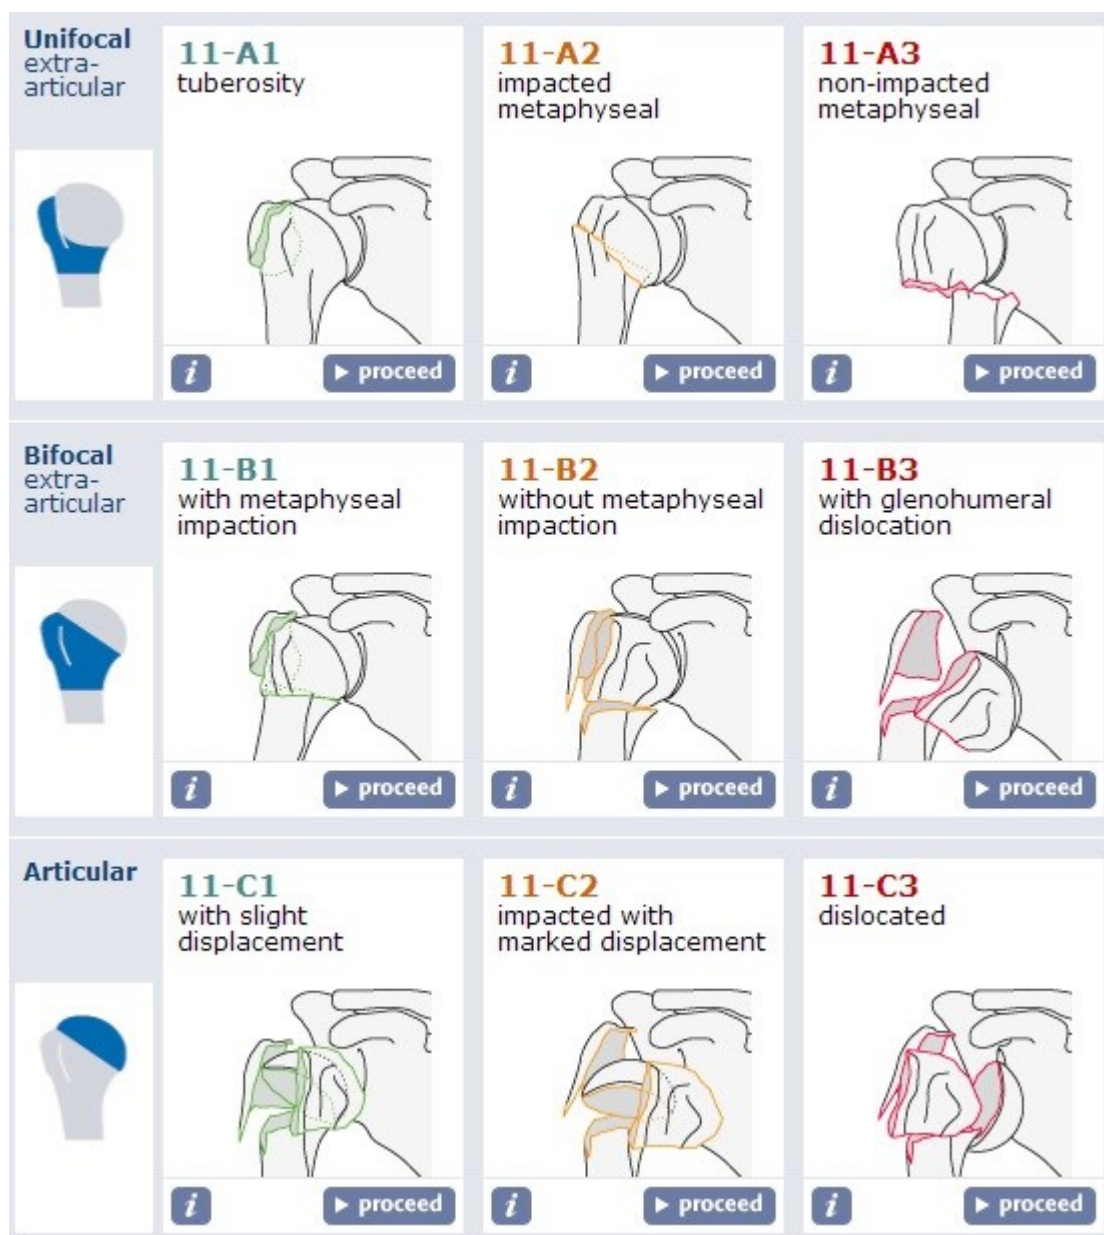 Unifocal
extra-
articular
11-A1
tuberosity
i
proceed
11-A2
impacted
metaphyseal
i
proceed
11-A3
non-impacted
metaphyseal
i
proceed
Bifocal
extra-
articular
11-B1
with metaphyseal
impaction
i
proceed
11-B2
without metaphyseal
impaction
i
proceed
11-B3
with glenohumeral
dislocation
i
proceed
Articular
11-C1
with slight
displacement
i
proceed
11-C2
impacted with
marked displacement
i
proceed
11-C3
dislocated
i
proceed